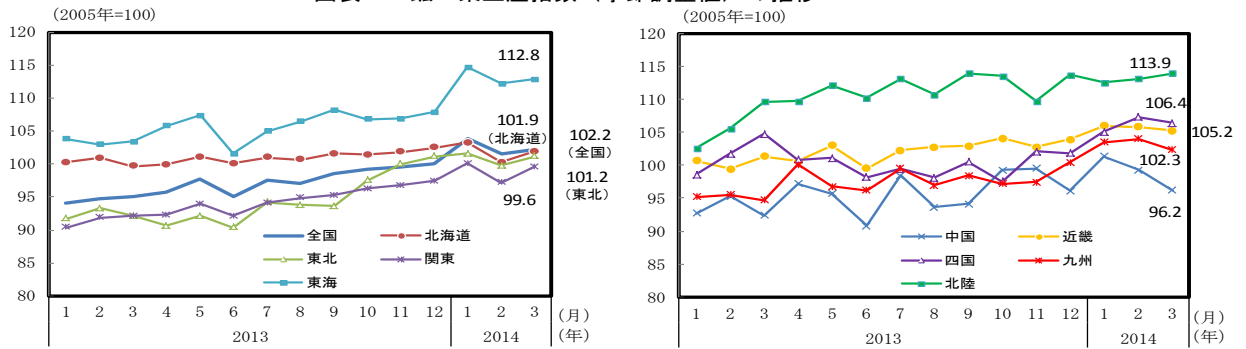 (2005年=100)
120
115
110
105
100
95
90
85
80
112.8
101.9
(北海道)
102.2
(全国)
101.2
(東北)
99.6
全国
北海道
東北
関東
東海
1 2 3 4 5 6 7 8 9 10 11 12 1 2 3 (月)
2013 2014 (年)
(2005年=100)
120
115
110
105
100
95
90
85
80
113.9
106.4
105.2
102.3
96.2
中国
近畿
四国
九州
北陸
1 2 3 4 5 6 7 8 9 10 11 12 1 2 3 (月)
2013 2014 (年)